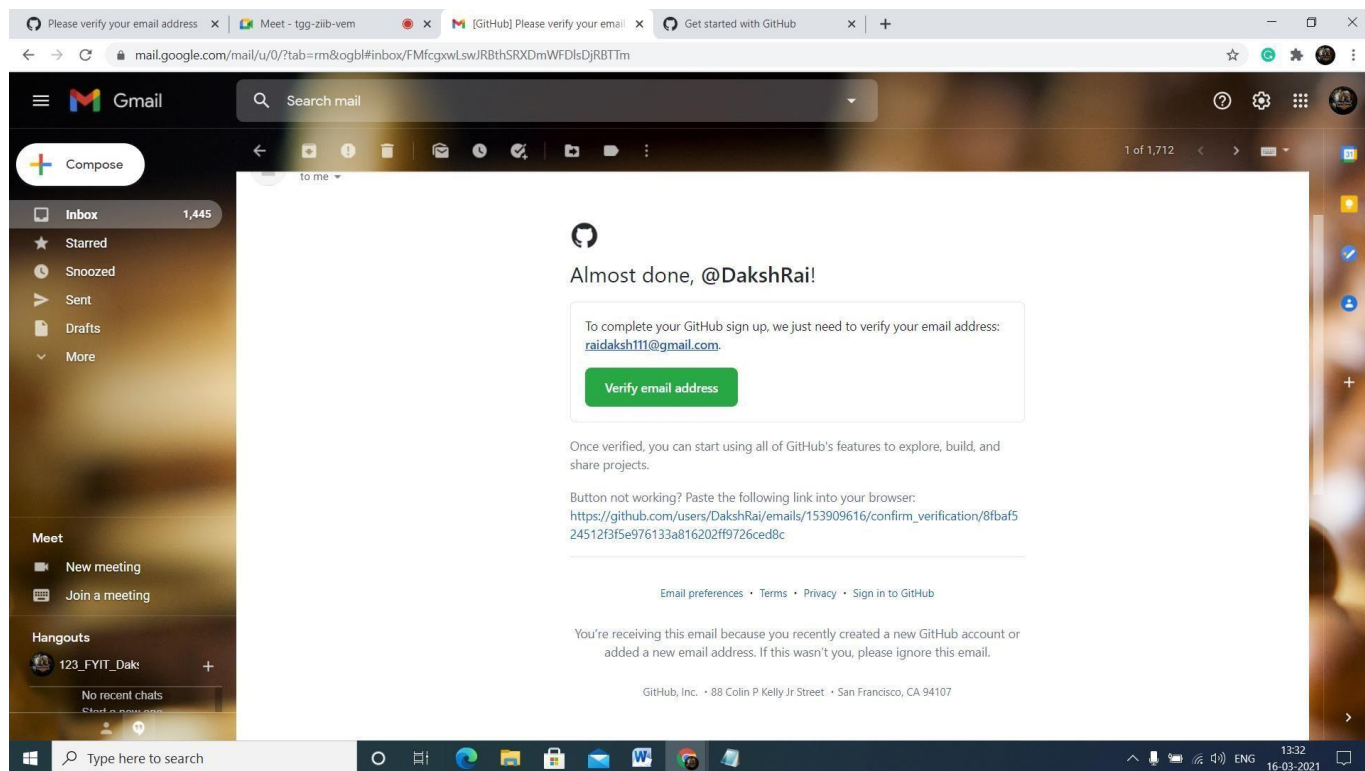 Please verify your email address
Meet - tgg-ziib-vem
[GitHub] Please verify your email
Get started with GitHub
mail.google.com/mail/u/0/?tab=rm&ogbl#inbox/FMfcgxwLswJRBthSRXDmWFDlsDjRBTTm
Gmail
Search mail
Compose
1 of 1,712
31
to me
Inbox 1,445
Starred
Snoozed
Sent
Drafts
More
Almost done, @DakshRai!
To complete your GitHub sign up, we just need to verify your email address:
raidaksh111@gmail.com.
Verify email address
Once verified, you can start using all of GitHub's features to explore, build, and
share projects.
Button not working? Paste the following link into your browser:
https://github.com/users/DakshRai/emails/153909616/confirm_verification/8fbaf5
24512f3f5e976133a816202ff9726ced8c
Email preferences • Terms • Privacy • Sign in to GitHub
You're receiving this email because you recently created a new GitHub account or
added a new email address. If this wasn't you, please ignore this email.
GitHub, Inc. • 88 Colin P Kelly Jr Street • San Francisco, CA 94107
Meet
New meeting
Join a meeting
Hangouts
123_FYIT_Dak
No recent chats
Start a new one
Type here to search
ENG
13:32
16-03-2021